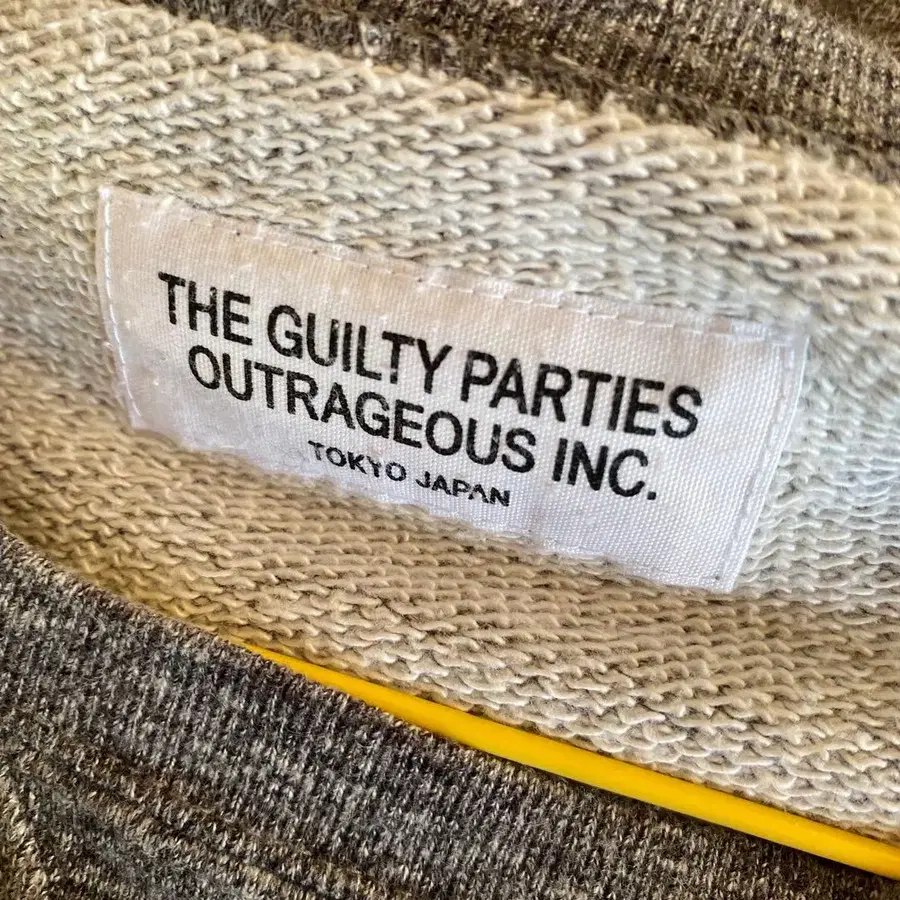 THE GUILTY PARTIES
OUTRAGEOUS INC.
TOKYO JAPAN